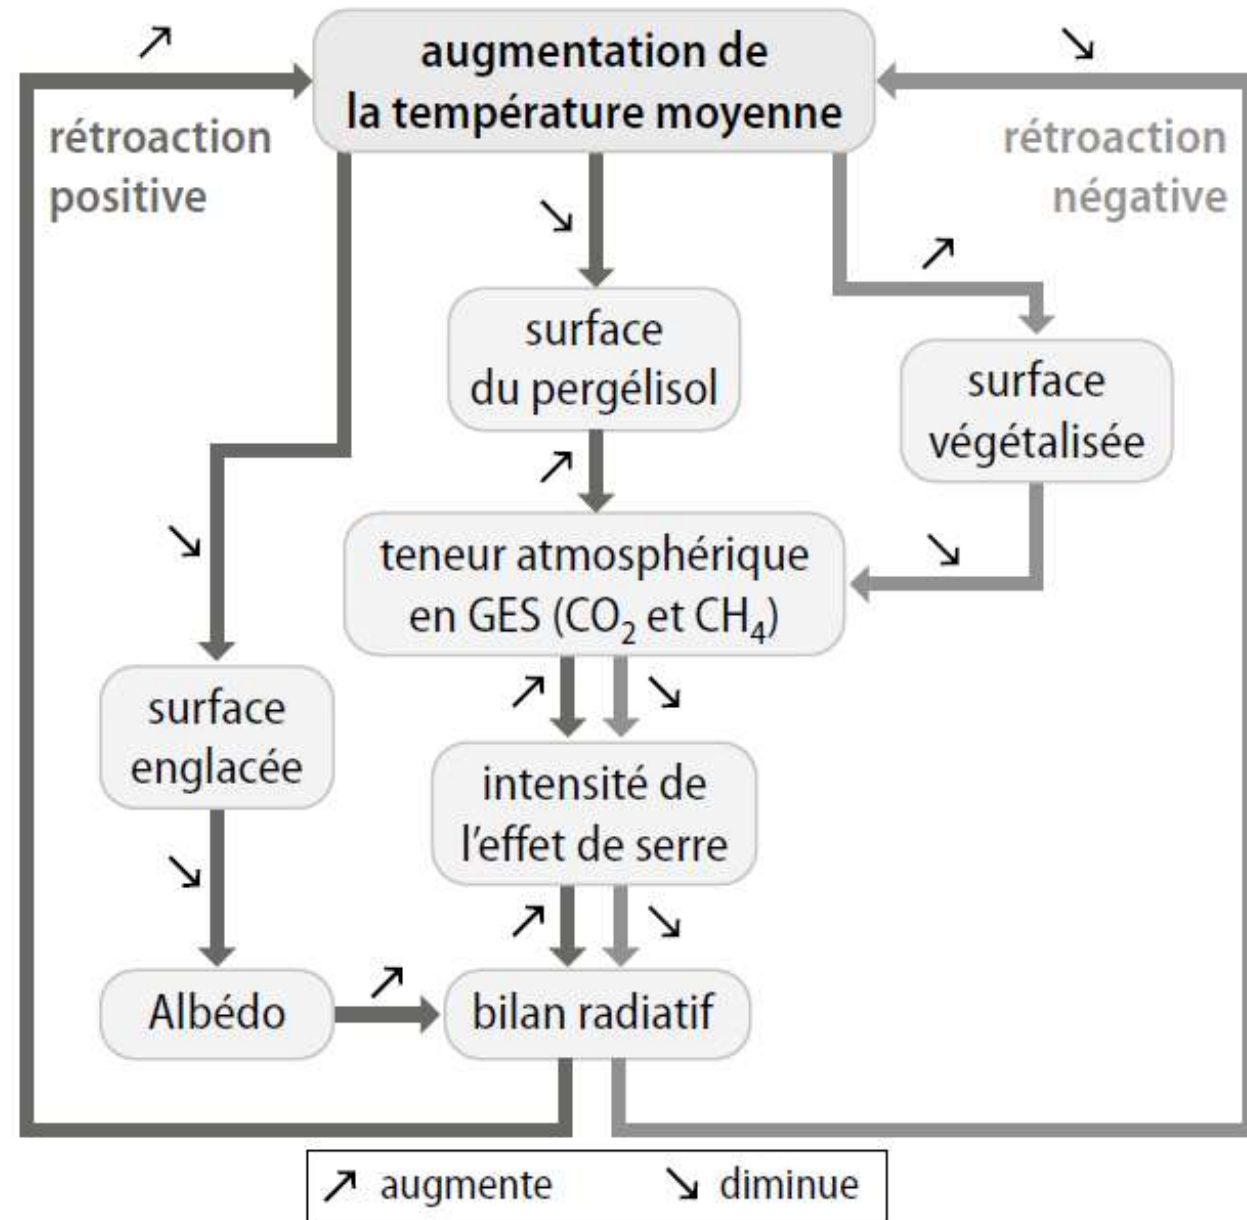 augmentation de
la température moyenne
rétroaction
positive
rétroaction
négative
surface
du pergélisol
surface
végétalisée
teneur atmosphérique
en GES (CO₂ et CH₄)
surface
englacée
intensité de
l'effet de serre
Albédo
bilan radiatif
↗ augmente
↘ diminue